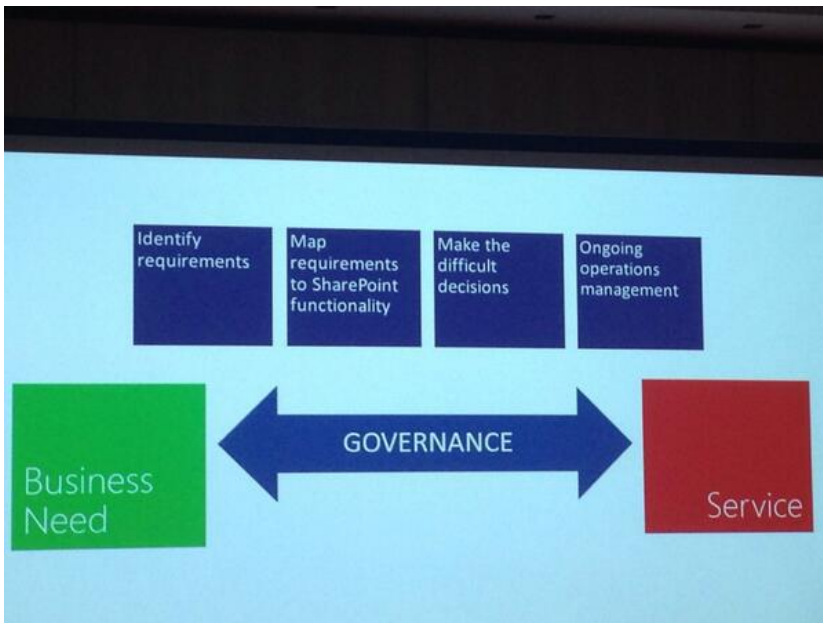 Identify
requirements
Map
requirements
to SharePoint
functionality
Make the
difficult
decisions
Ongoing
operations
management
GOVERNANCE
Business
Need
Service